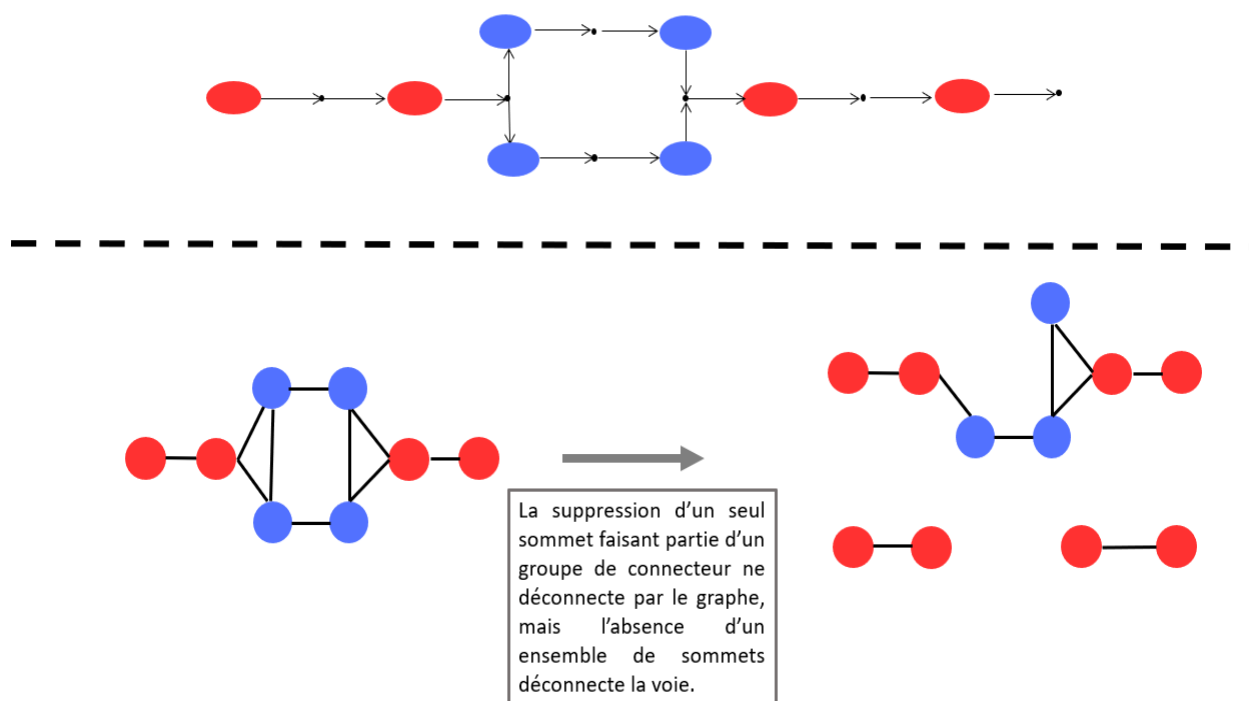 La suppression d’un seul
sommet faisant partie d’un
groupe de connecteur ne
déconnecte par le graphe,
mais l’absence d’un
ensemble de sommets
déconnecte la voie.